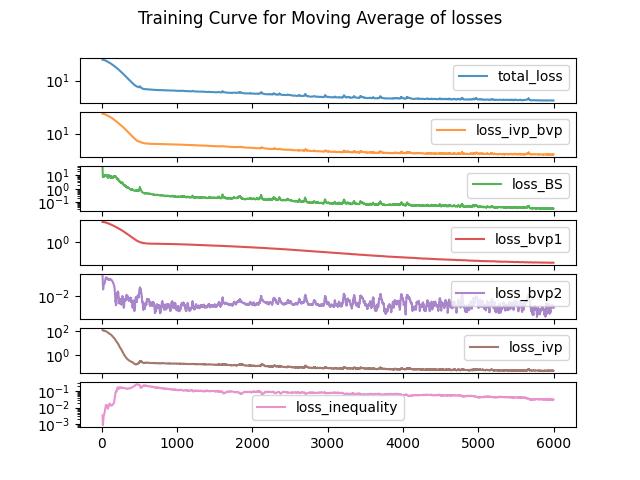 Training Curve for Moving Average of losses
10¹
total_loss
10¹
loss_ivp_bvp
10¹
10⁰
10⁻¹
loss_BS
10⁰
loss_bvp1
10⁻²
loss_bvp2
10²
10⁰
loss_ivp
10⁻¹
10⁻²
10⁻³
loss_inequality
0 1000 2000 3000 4000 5000 6000